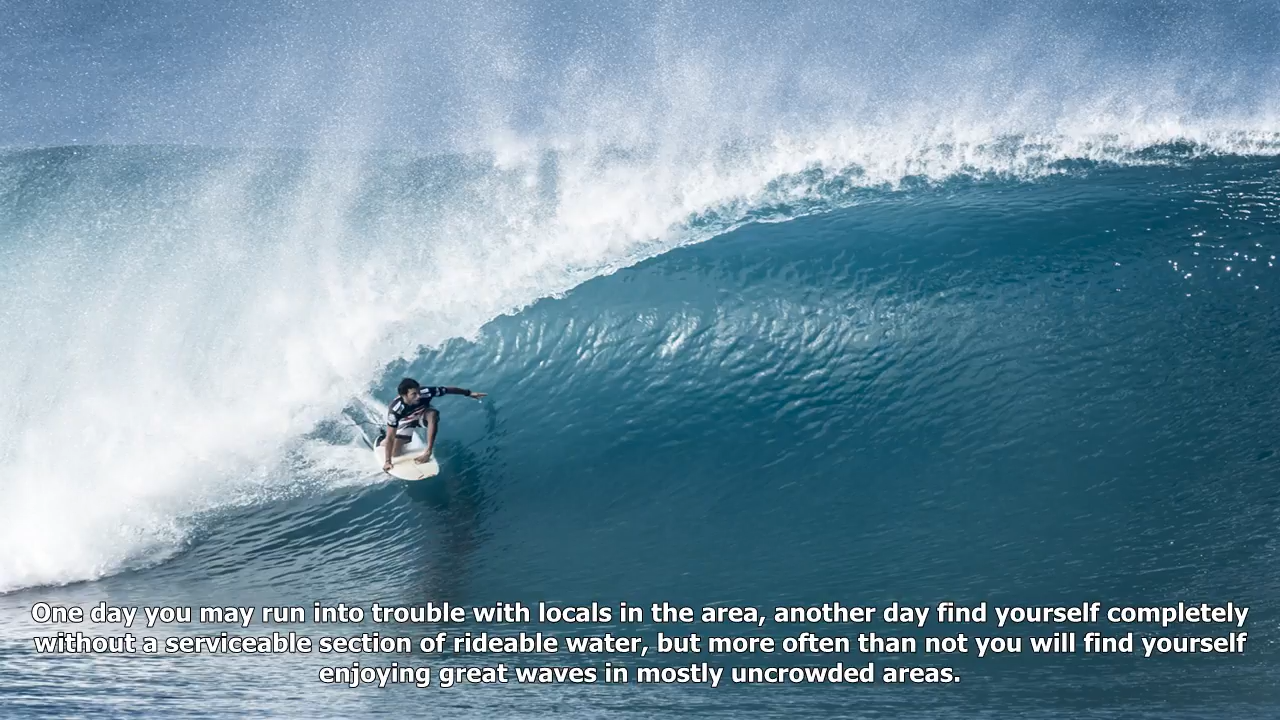 One day you may run into trouble with locals in the area, another day find yourself completely
without a serviceable section of rideable water, but more often than not you will find yourself
enjoying great waves in mostly uncrowded areas.